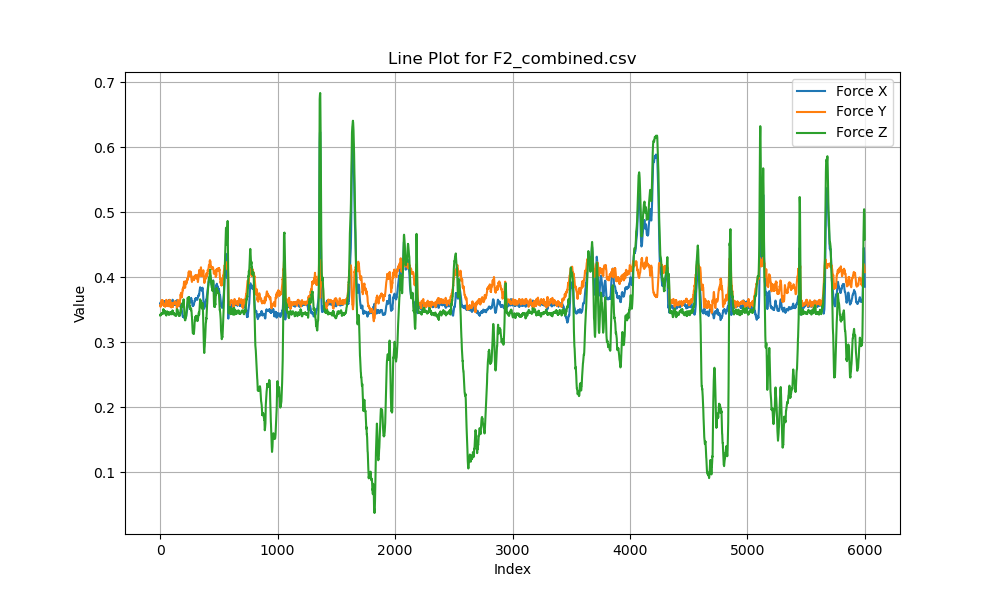 Line Plot for F2_combined.csv
Force X
Force Y
Force Z
0.7
0.6
0.5
0.4
0.3
0.2
0.1
Value
0 1000 2000 3000 4000 5000 6000
Index